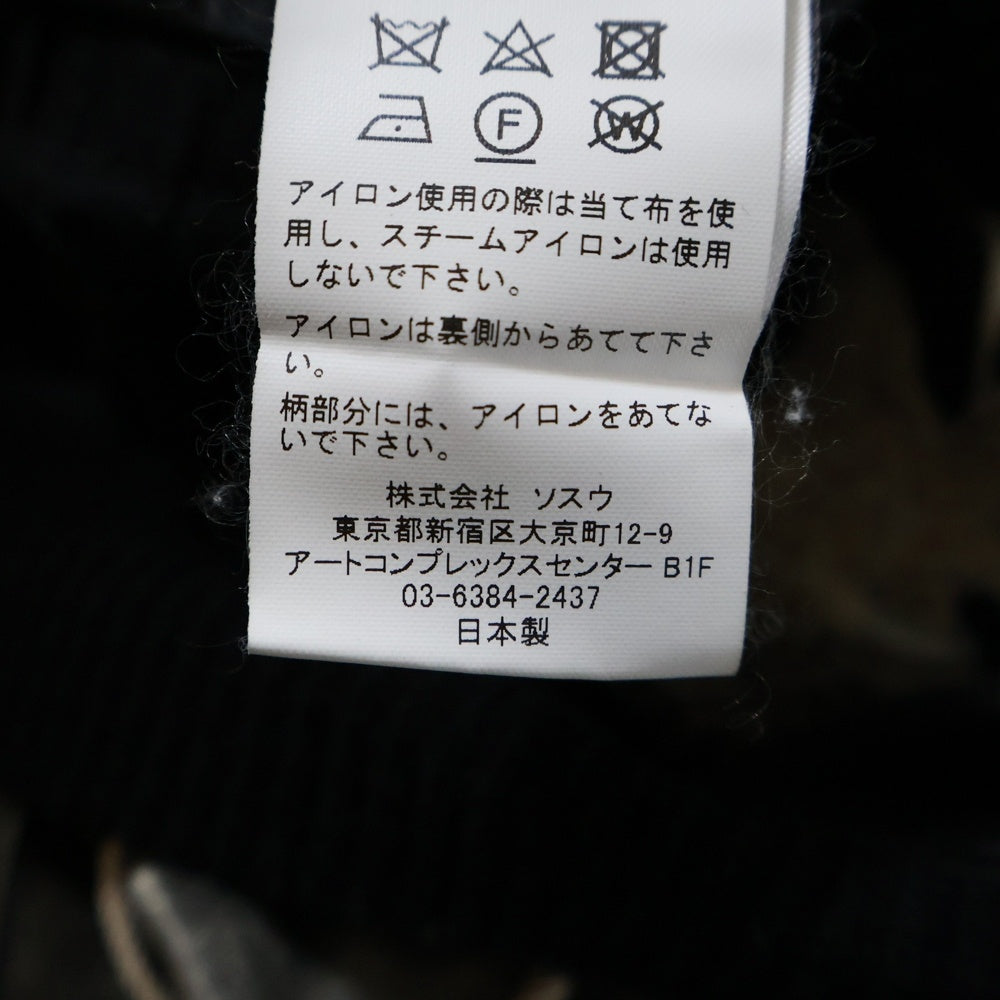 F W
アイロン使用の際は当て布を使
用し、スチームアイロンは使用
しないで下さい。
アイロンは裏側からあてて下さ
い。
柄部分には、アイロンをあてな
いで下さい。
株式会社 ソスウ
東京都新宿区大京町12-9
アートコンプレックスセンター B1F
03-6384-2437
日本製